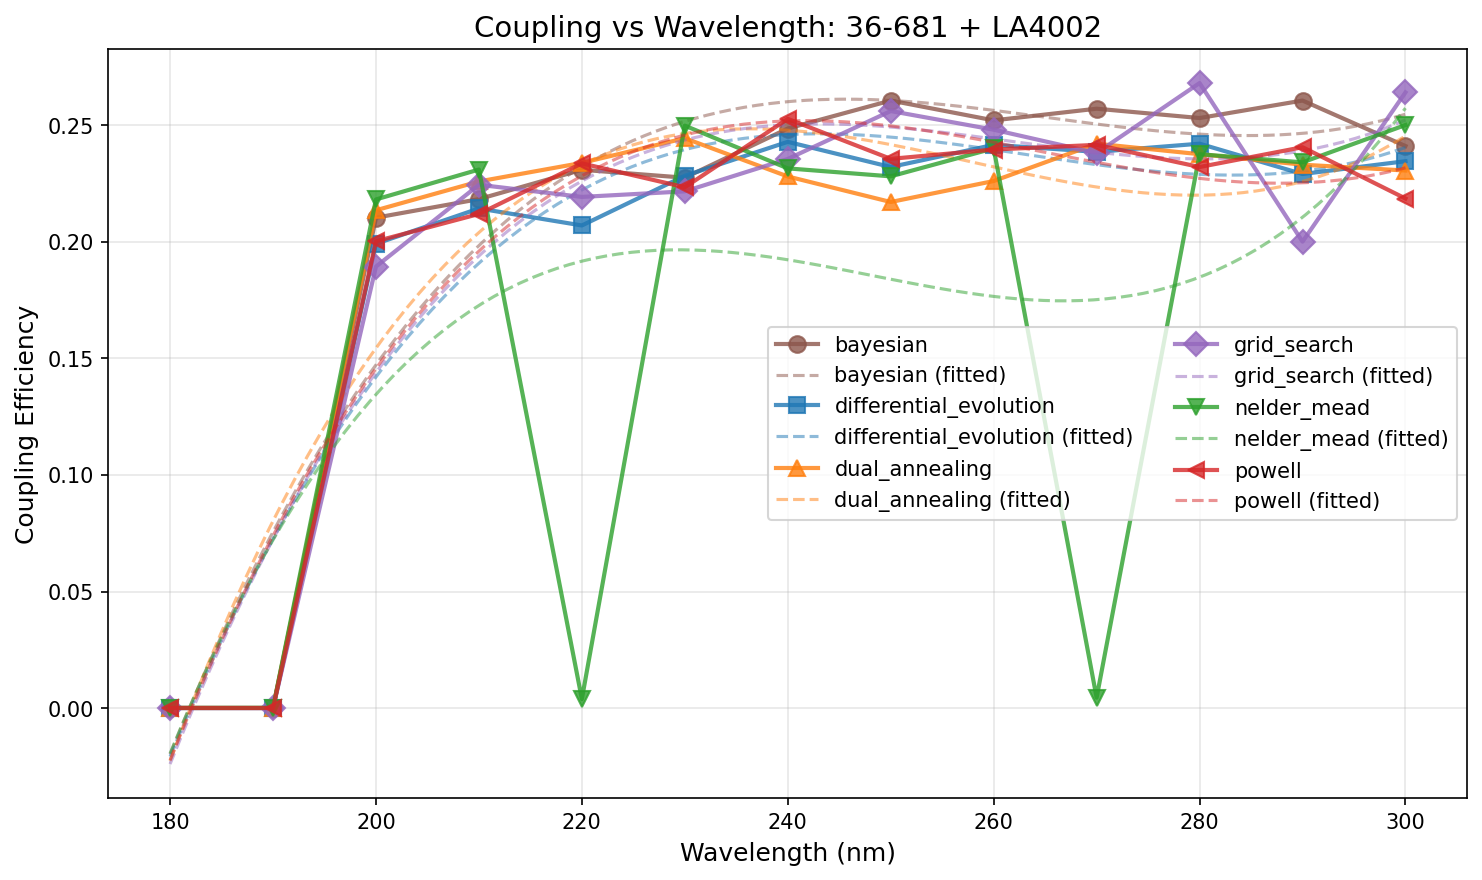 Coupling vs Wavelength: 36-681 + LA4002
Coupling Efficiency
0.25
0.20
0.15
0.10
0.05
0.00
bayesian
bayesian (fitted)
differential_evolution
differential_evolution (fitted)
dual_annealing
dual_annealing (fitted)
grid_search
grid_search (fitted)
nelder_mead
nelder_mead (fitted)
powell
powell (fitted)
180
200
220
240
260
280
300
Wavelength (nm)